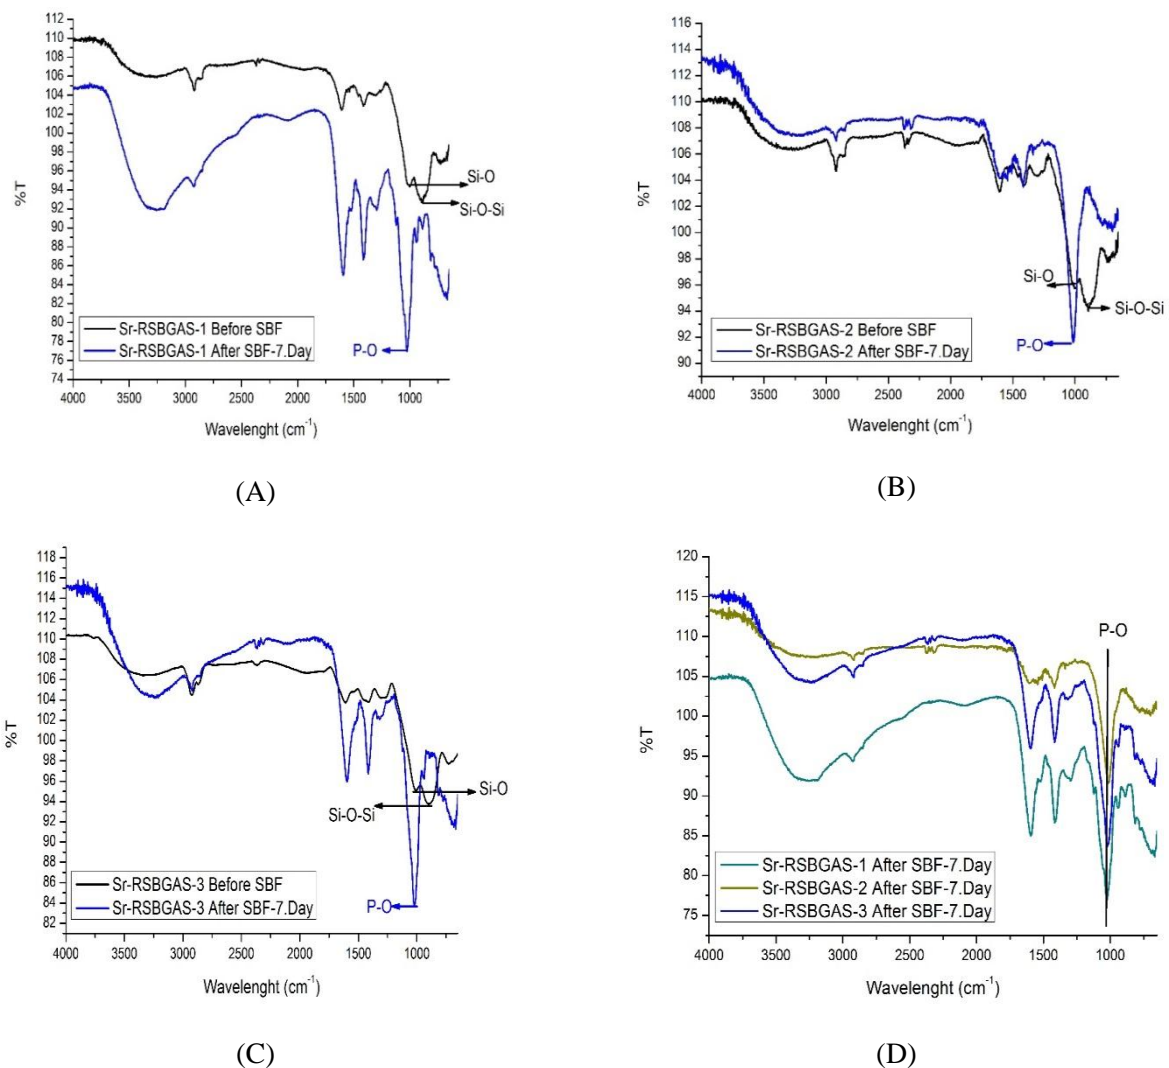 116
114
112
110
108
106
104
102
100
98
96
94
92
90
88
86
84
82
80
78
76
74
%T
Si-O
Si-O-Si
P-O
Sr-RSBGAS-1 Before SBF
Sr-RSBGAS-1 After SBF-7.Day
4000 3500 3000 2500 2000 1500 1000
Wavelenght (cm-1)
(A)
116
114
112
110
108
106
104
102
100
98
96
94
92
90
%T
Si-O
Si-O-Si
P-O
Sr-RSBGAS-2 Before SBF
Sr-RSBGAS-2 After SBF-7.Day
4000 3500 3000 2500 2000 1500 1000
Wavelenght (cm-1)
(B)
118
116
114
112
110
108
106
104
102
100
98
96
94
92
90
88
86
84
82
%T
Si-O
Si-O-Si
P-O
Sr-RSBGAS-3 Before SBF
Sr-RSBGAS-3 After SBF-7.Day
4000 3500 3000 2500 2000 1500 1000
Wavelenght (cm-1)
(C)
120
115
110
105
100
95
90
85
80
75
%T
P-O
Sr-RSBGAS-1 After SBF-7.Day
Sr-RSBGAS-2 After SBF-7.Day
Sr-RSBGAS-3 After SBF-7.Day
4000 3500 3000 2500 2000 1500 1000
Wavelenght (cm-1)
(D)